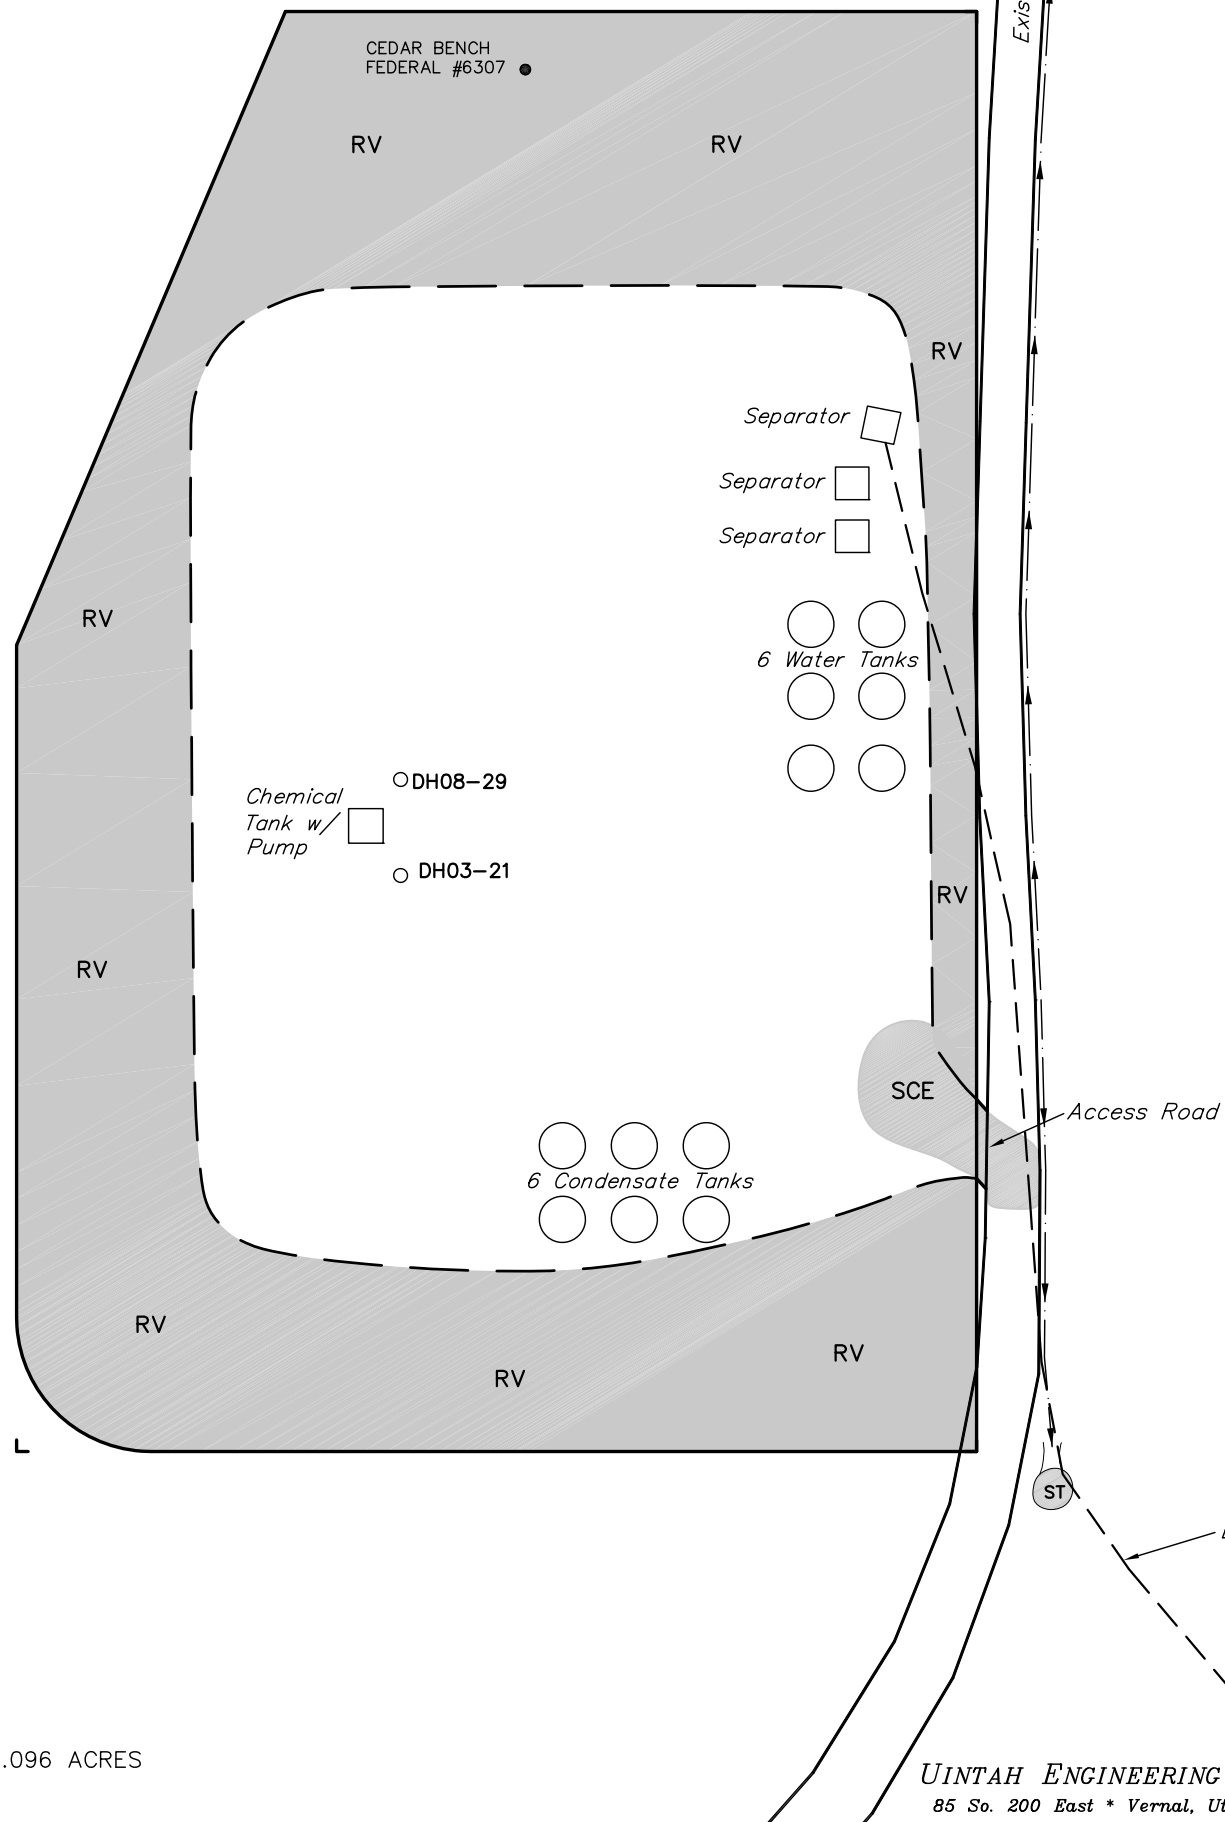 Exis
CEDAR BENCH
FEDERAL #6307
RV
RV
RV
Separator
Separator
Separator
RV
6 Water Tanks
DH08-29
Chemical
Tank w/
Pump
DH03-21
RV
RV
SCE
Access Road
6 Condensate Tanks
RV
RV
RV
ST
.096 ACRES
UINTAH ENGINEERING
85 So. 200 East * Vernal, Ut